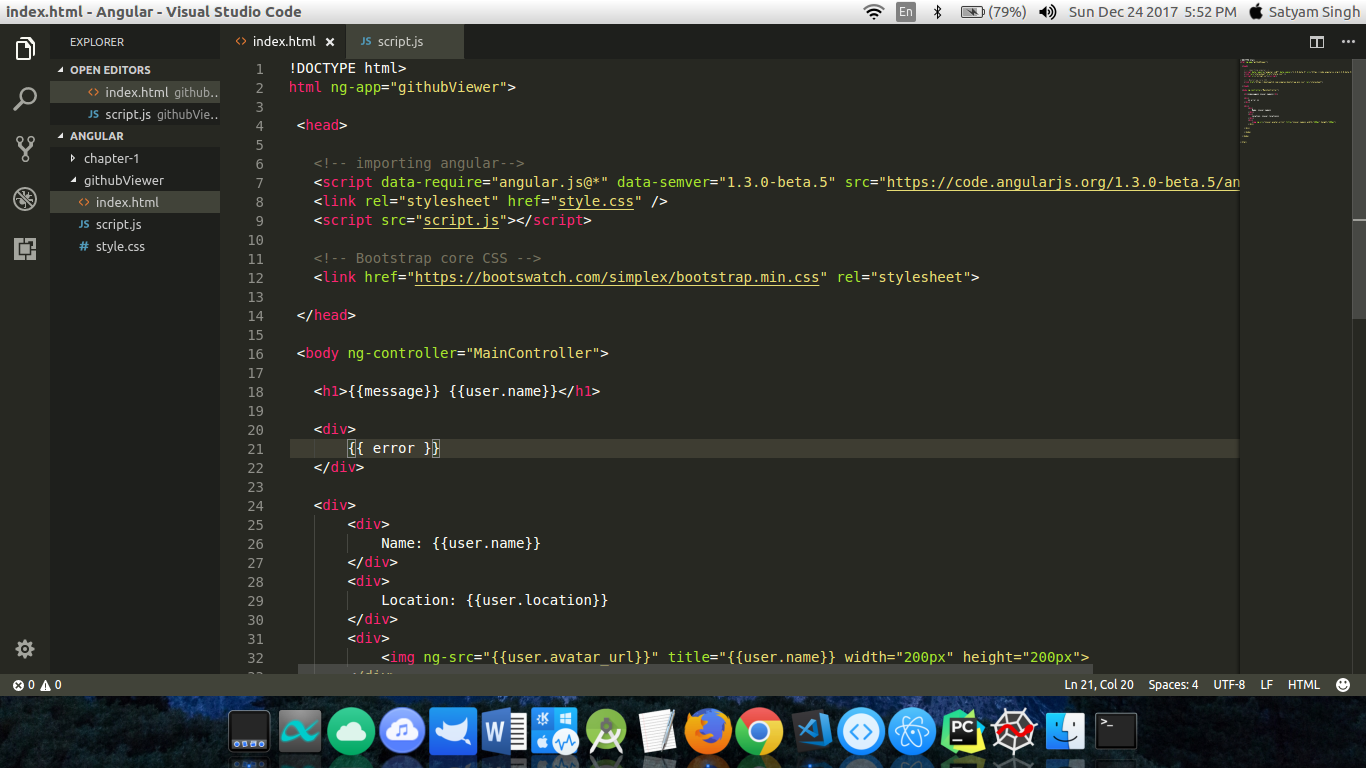 index.html - Angular - Visual Studio Code
En
(79%)
Sun Dec 24 2017 5:52 PM
Satyam Singh
EXPLORER
OPEN EDITORS
index.html github..
JS script.js githubVie..
ANGULAR
chapter-1
githubViewer
<> index.html
JS script.js
# style.css
<> index.html ×
JS script.js
1 !DOCTYPE html>
2 html ng-app="githubViewer">
3
4 <head>
5
6 <!-- importing angular-->
7 <script data-require="angular.js@*" data-semver="1.3.0-beta.5" src="https://code.angularjs.org/1.3.0-beta.5/an
8 <link rel="stylesheet" href="style.css" />
9 <script src="script.js"></script>
10
11 <!-- Bootstrap core CSS -->
12 <link href="https://bootswatch.com/simplex/bootstrap.min.css" rel="stylesheet">
13
14 </head>
15
16 <body ng-controller="MainController">
17
18 <h1>{{message}} {{user.name}}</h1>
19
20 <div>
21 {{ error }}
22 </div>
23
24 <div>
25 <div>
26 Name: {{user.name}}
27 </div>
28 <div>
29 Location: {{user.location}}
30 </div>
31 <div>
32 <img ng-src="{{user.avatar_url}}" title="{{user.name}} width="200px" height="200px">
0 0
Ln 21, Col 20
Spaces: 4
UTF-8
LF
HTML
W
PC
>_